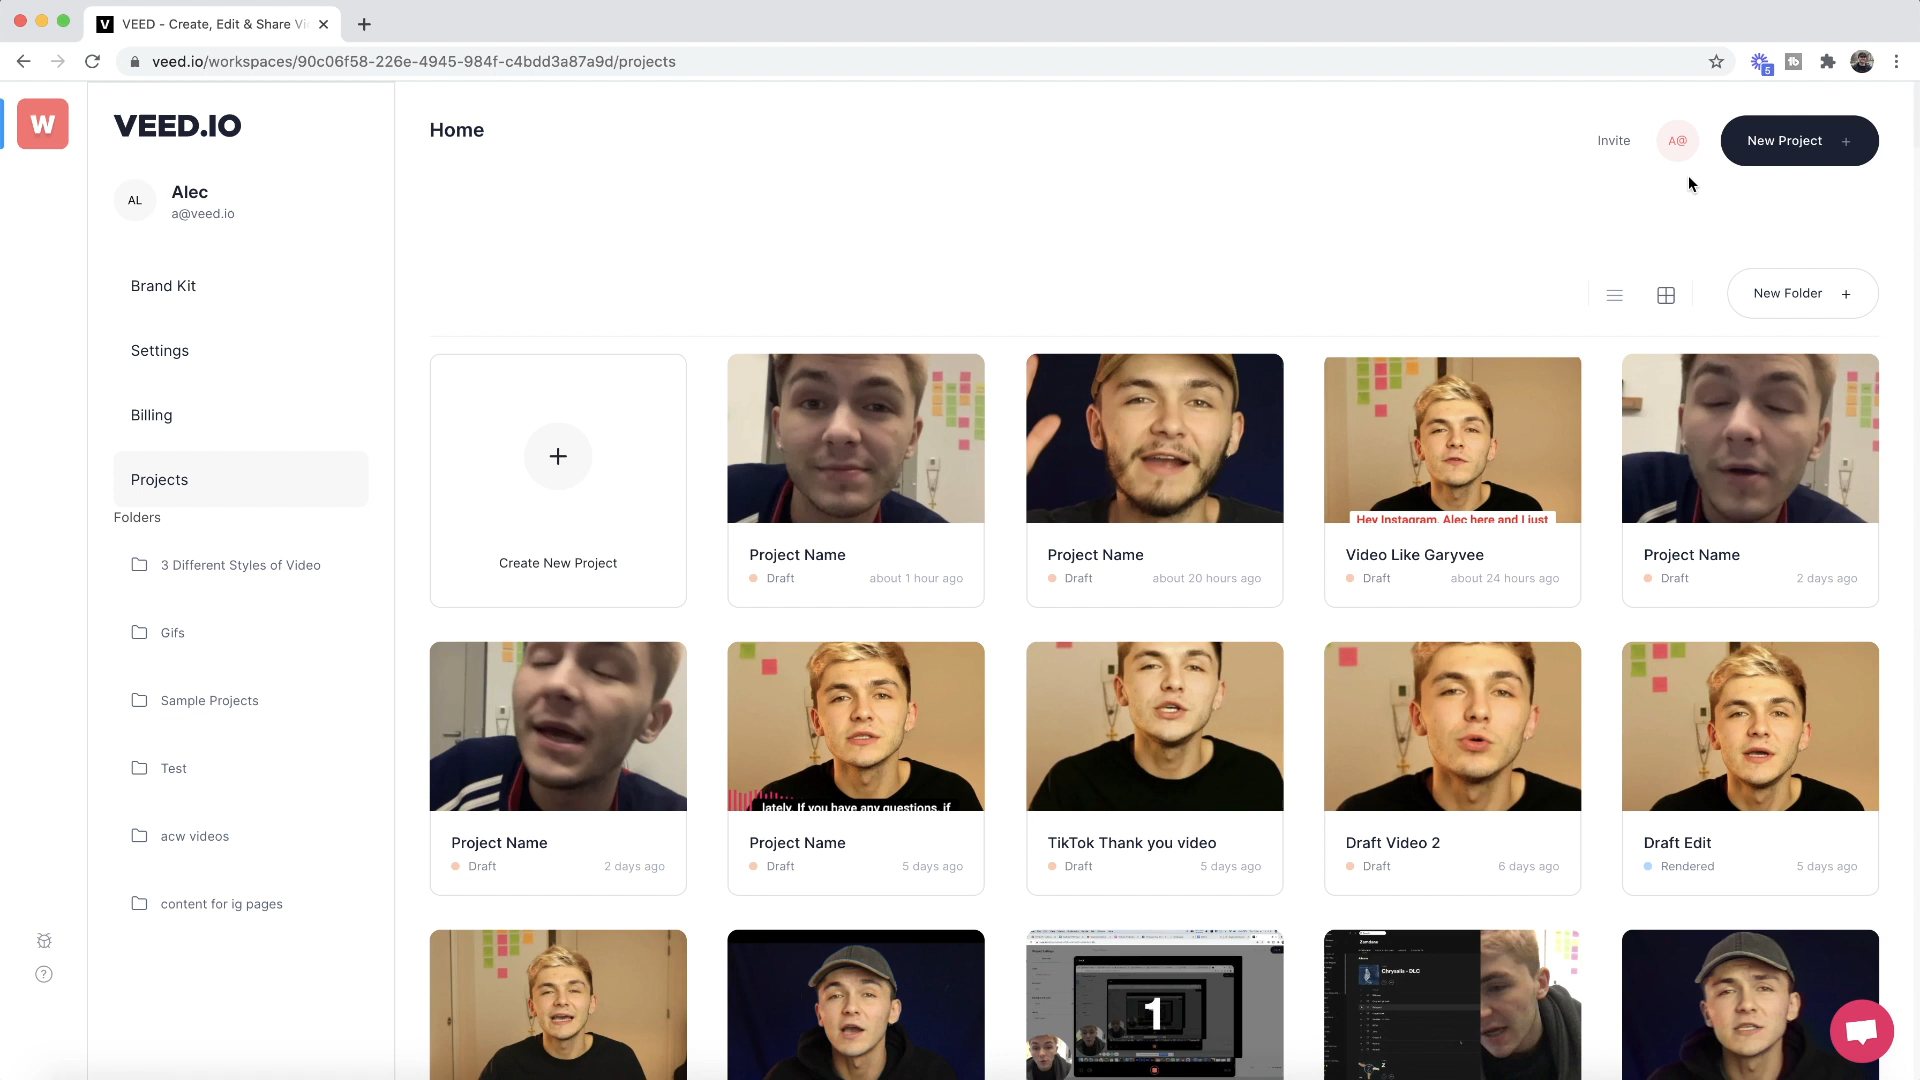 VEED - Create, Edit & Share Vi
veed.io/workspaces/90c06f58-226e-4945-984f-c4bdd3a87a9d/projects
5
W
VEED.IO
AL
Alec
a@veed.io
Brand Kit
Settings
Billing
Projects
Folders
3 Different Styles of Video
Gifs
Sample Projects
Test
acw videos
content for ig pages
Home
Invite
A@
New Project +
New Folder +
Create New Project
Project Name
Draft
about 1 hour ago
Project Name
Draft
about 20 hours ago
Hey Instagram, Alec here and I just
Video Like Garyvee
Draft
about 24 hours ago
Project Name
Draft
2 days ago
Project Name
Draft
2 days ago
lately. If you have any questions, if
Project Name
Draft
5 days ago
TikTok Thank you video
Draft
5 days ago
Draft Video 2
Draft
6 days ago
Draft Edit
Rendered
5 days ago
1
Chrysalis - DLC